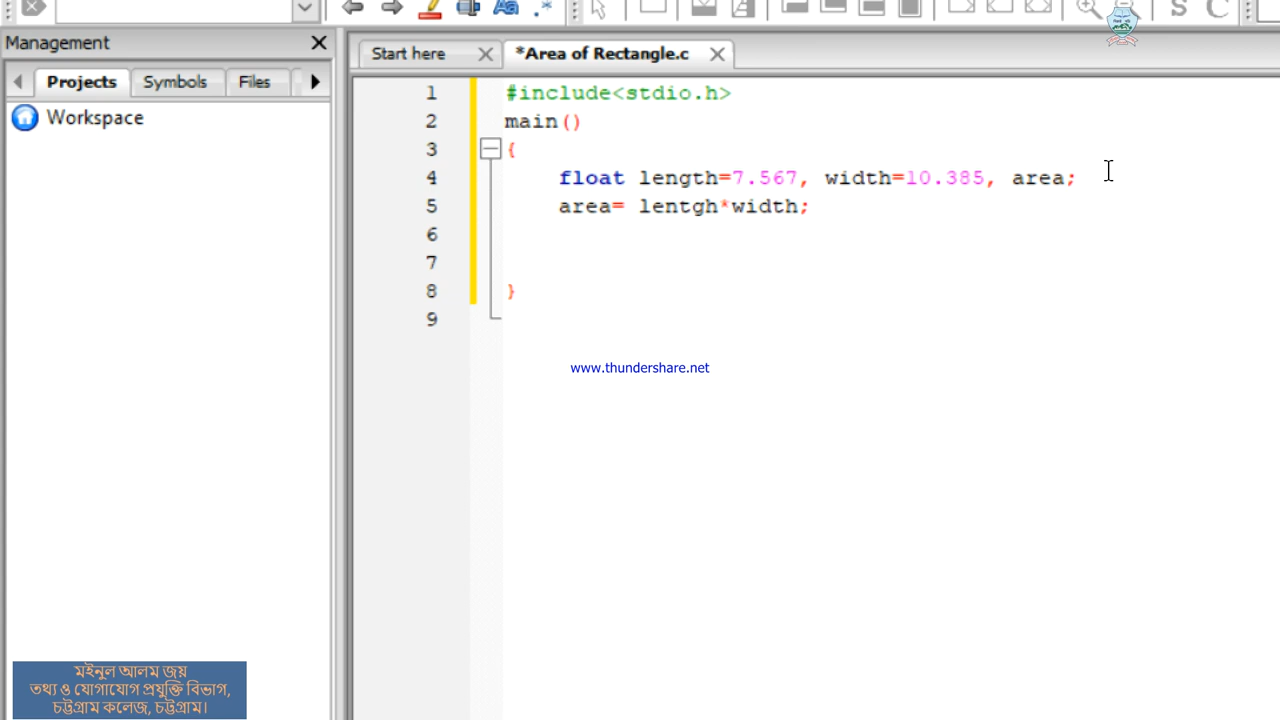 Management
Start here
*Area of Rectangle.c
Projects
Symbols
Files
Workspace
1 #include<stdio.h>
2 main()
3 {
4 float length=7.567, width=10.385, area;
5 area= lentgh*width;
6
7
8 }
9
www.thundershare.net
মইনুল আলম জয়
তথ্য ও যোগাযোগ প্রযুক্তি বিভাগ,
চট্টগ্রাম কলেজ, চট্টগ্রাম।